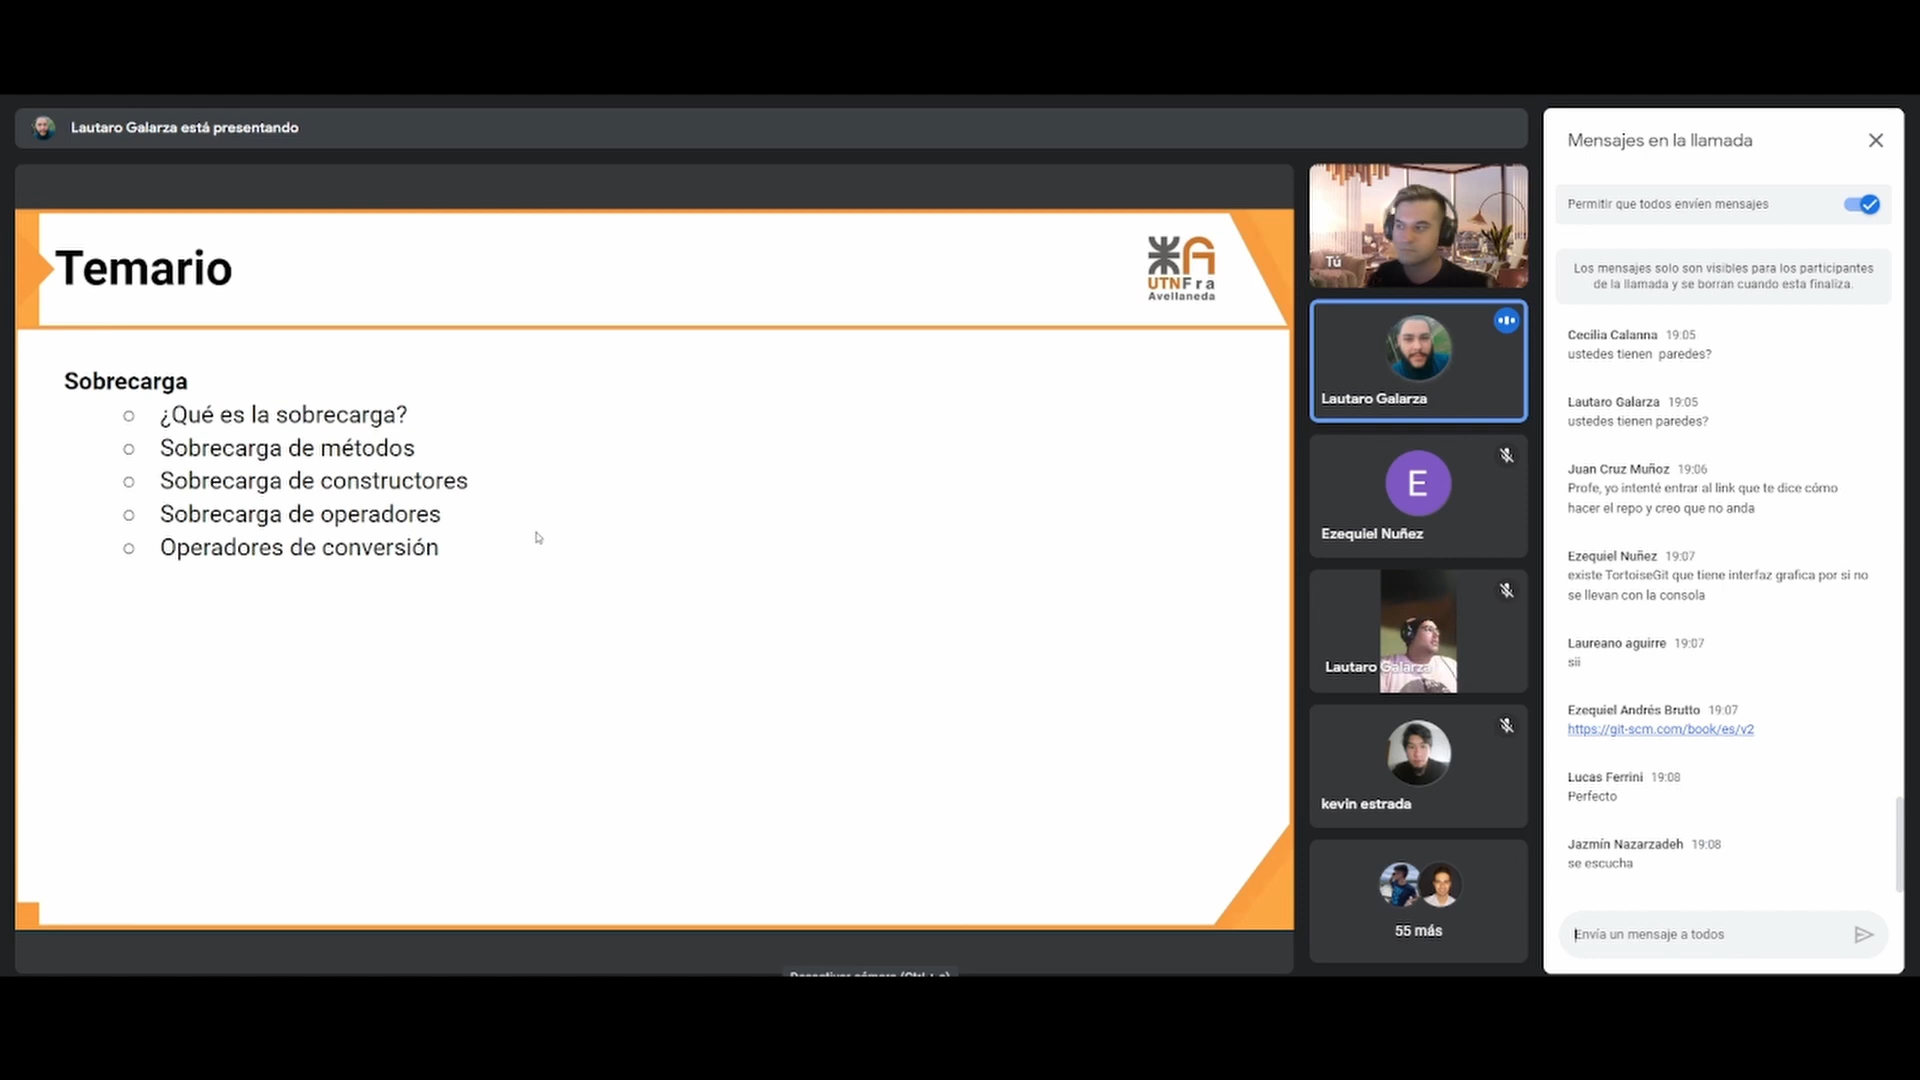 Lautaro Galarza está presentando
Temario
UTNFra
Avellaneda
Sobrecarga
¿Qué es la sobrecarga?
Sobrecarga de métodos
Sobrecarga de constructores
Sobrecarga de operadores
Operadores de conversión
Tú
Lautaro Galarza
E
Ezequiel Nuñez
Lautaro Galarza
kevin estrada
55 más
Mensajes en la llamada
Permitir que todos envíen mensajes
Los mensajes solo son visibles para los participantes
de la llamada y se borran cuando esta finaliza.
Cecilia Calanna 19:05
ustedes tienen paredes?
Lautaro Galarza 19:05
ustedes tienen paredes?
Juan Cruz Muñoz 19:06
Profe, yo intenté entrar al link que te dice cómo
hacer el repo y creo que no anda
Ezequiel Nuñez 19:07
existe TortoiseGit que tiene interfaz grafica por si no
se llevan con la consola
Laureano aguirre 19:07
sii
Ezequiel Andrés Brutto 19:07
https://git-scm.com/book/es/v2
Lucas Ferrini 19:08
Perfecto
Jazmín Nazarzadeh 19:08
se escucha
Envía un mensaje a todos